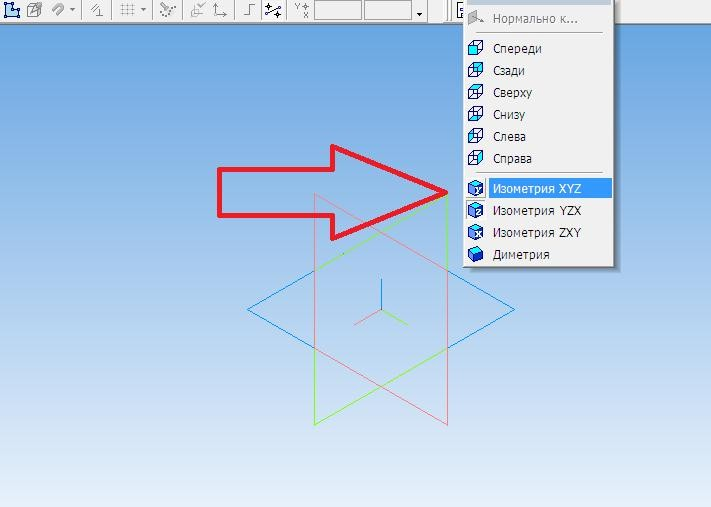 Нормально к...
Спереди
Сзади
Сверху
Снизу
Слева
Справа
Изометрия XYZ
Изометрия YZX
Изометрия ZXY
Диметрия